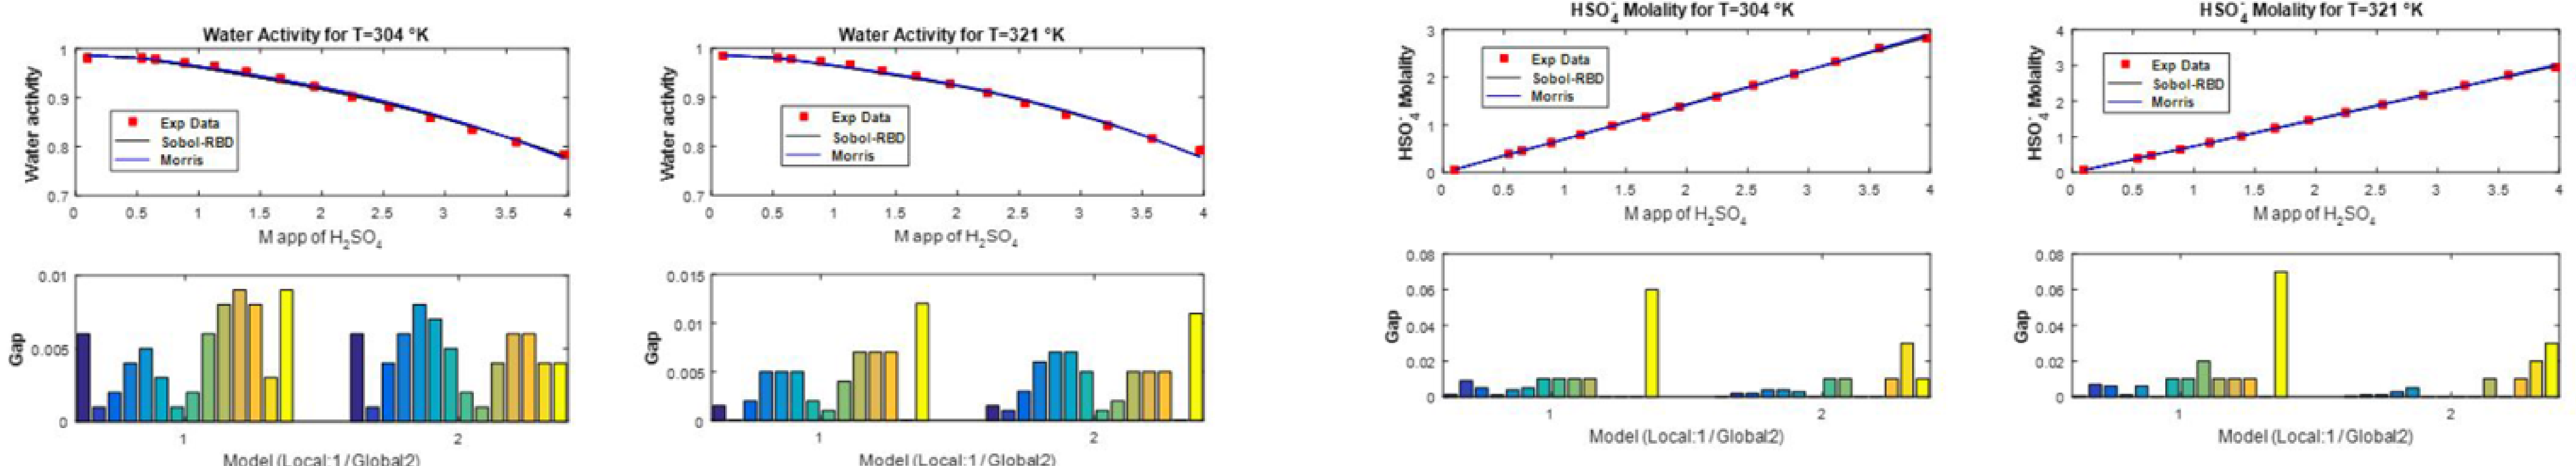 Water Activity for T=304 °K
Water activity
1
0.9
0.8
0.7
Exp Data
Sobol-RBD
Morris
0 0.5 1 1.5 2 2.5 3 3.5 4
M app of H₂SO₄
Gap
0.01
0.005
0
1 2
Model (Local:1 / Global:2)
Water Activity for T=321 °K
Water activity
1
0.9
0.8
0.7
Exp Data
Sobol-RBD
Morris
0 0.5 1 1.5 2 2.5 3 3.5 4
M app of H₂SO₄
Gap
0.015
0.01
0.005
0
1 2
Model (Local:1 / Global:2)
HSO₄⁻ Molality for T=304 °K
HSO₄⁻ Molality
3
2
1
0
Exp Data
Sobol-RBD
Morris
0 0.5 1 1.5 2 2.5 3 3.5 4
M app of H₂SO₄
Gap
0.08
0.06
0.04
0.02
0
1 2
Model (Local:1 / Global:2)
HSO₄⁻ Molality for T=321 °K
HSO₄⁻ Molality
4
3
2
1
0
Exp Data
Sobol-RBD
Morris
0 0.5 1 1.5 2 2.5 3 3.5 4
M app of H₂SO₄
Gap
0.08
0.06
0.04
0.02
0
1 2
Model (Local:1 / Global:2)